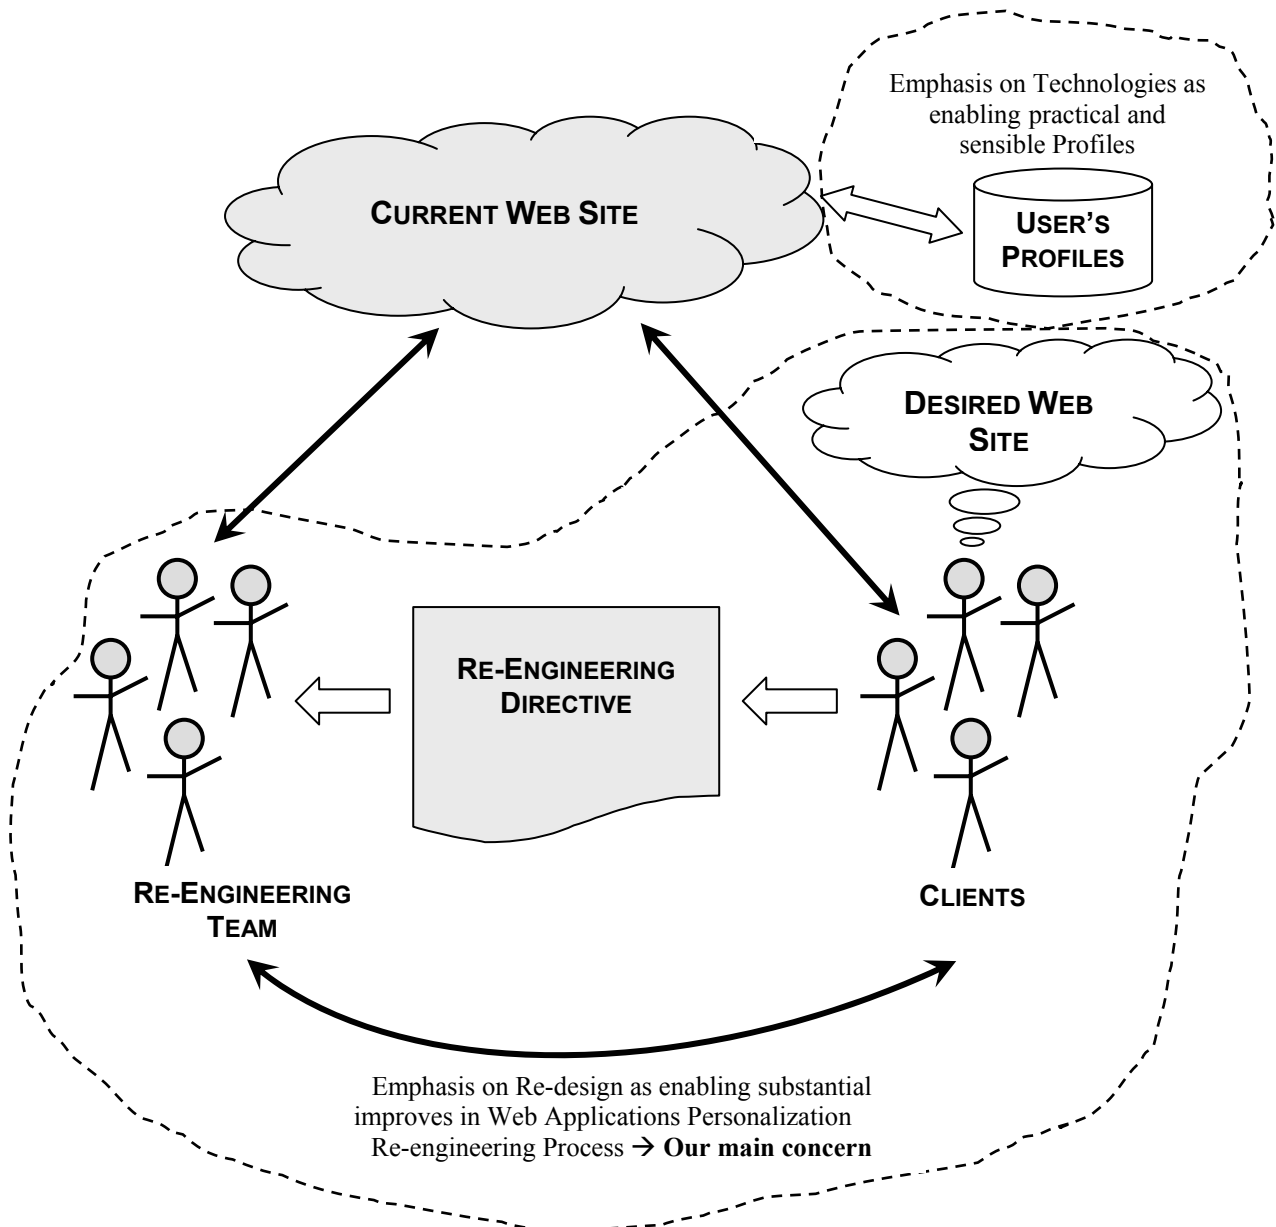 Emphasis on Technologies as
enabling practical and
sensible Profiles
CURRENT WEB SITE
USER'S
PROFILES
DESIRED WEB
SITE
RE-ENGINEERING
DIRECTIVE
RE-ENGINEERING
TEAM
CLIENTS
Emphasis on Re-design as enabling substantial
improves in Web Applications Personalization
Re-engineering Process → Our main concern